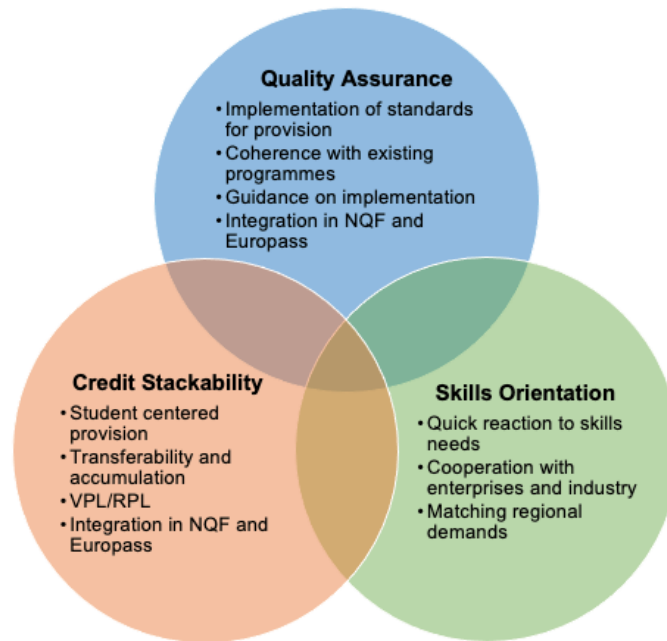 Quality Assurance
• Implementation of standards
for provision
• Coherence with existing
programmes
• Guidance on implementation
• Integration in NQF and
Europass
Credit Stackability
• Student centered
provision
• Transferability and
accumulation
• VPL/RPL
• Integration in NQF and
Europass
Skills Orientation
• Quick reaction to skills
needs
• Cooperation with
enterprises and industry
• Matching regional
demands